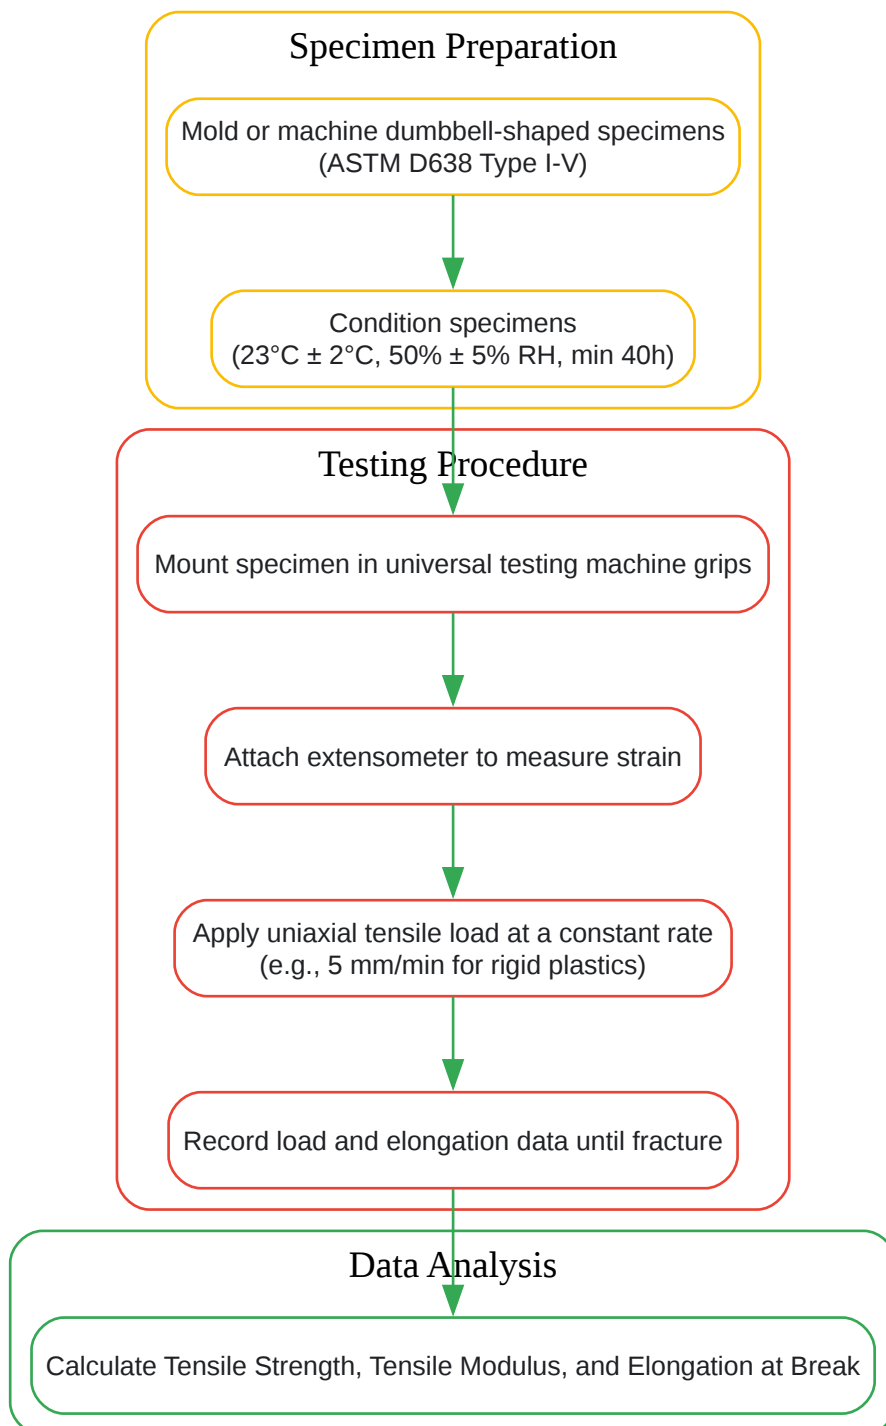 Specimen Preparation
Mold or machine dumbbell-shaped specimens
(ASTM D638 Type I-V)
Condition specimens
(23°C ± 2°C, 50% ± 5% RH, min 40h)
Testing Procedure
Mount specimen in universal testing machine grips
Attach extensometer to measure strain
Apply uniaxial tensile load at a constant rate
(e.g., 5 mm/min for rigid plastics)
Record load and elongation data until fracture
Data Analysis
Calculate Tensile Strength, Tensile Modulus, and Elongation at Break